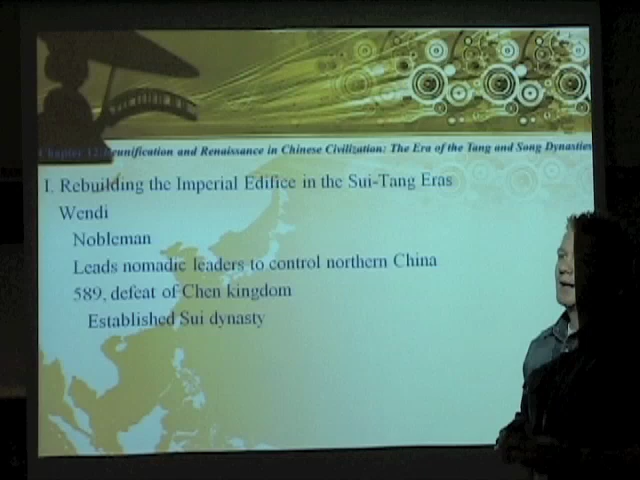 Chapter 12: Reunification and Renaissance in Chinese Civilization: The Era of the Tang and Song Dynasties
I. Rebuilding the Imperial Edifice in the Sui-Tang Eras
Wendi
Nobleman
Leads nomadic leaders to control northern China
589, defeat of Chen kingdom
Established Sui dynasty